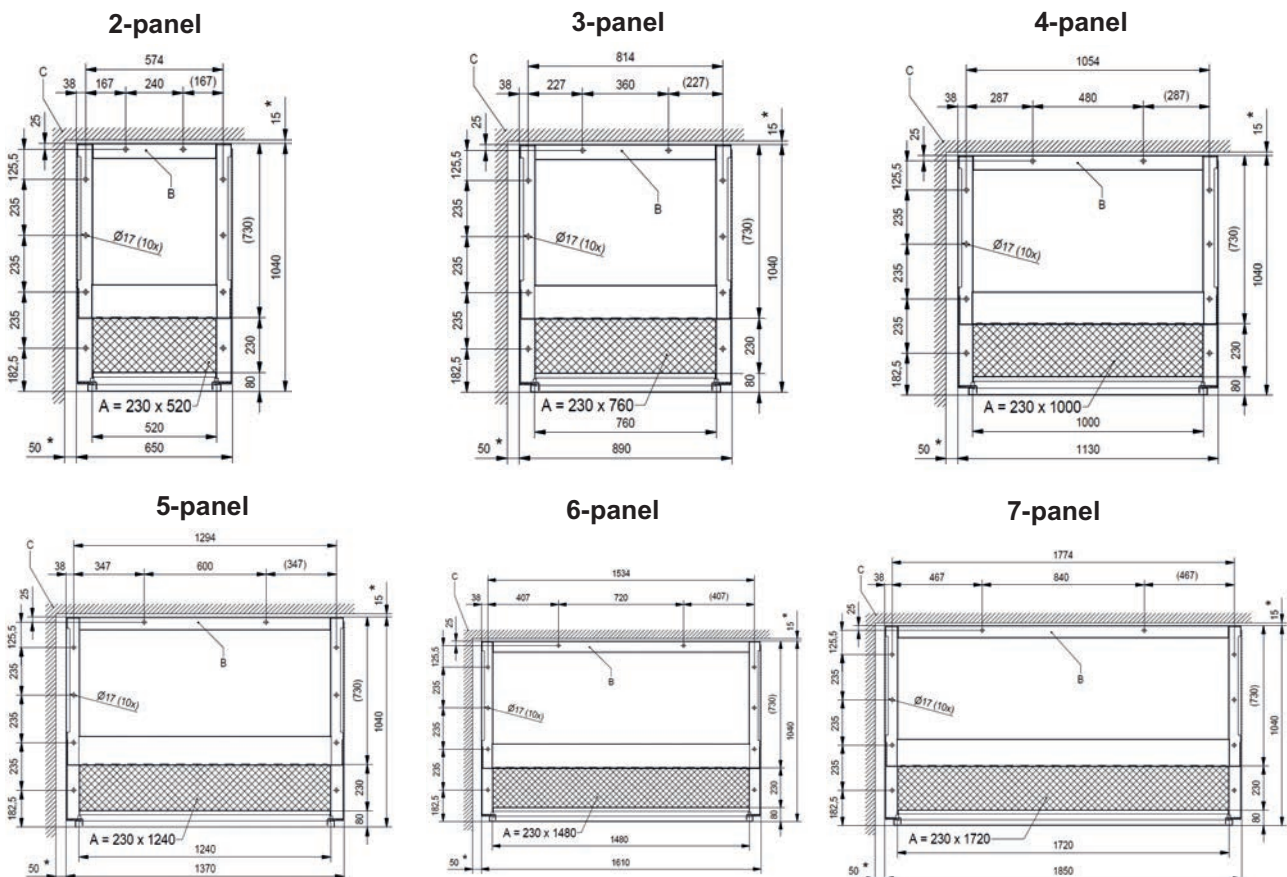 2-panel
574
C
38 167 240 (167)
25
15 *
125,5
B
235
Ø17 (10x)
(730)
1040
235
235
230
182,5
80
A = 230 x 520
520
50 * 650
3-panel
814
C
38 227 360 (227)
25
15 *
125,5
B
235
Ø17 (10x)
(730)
1040
235
235
230
182,5
80
A = 230 x 760
760
50 * 890
4-panel
1054
C
38 287 480 (287)
25
15 *
125,5
B
235
Ø17 (10x)
(730)
1040
235
235
230
182,5
80
A = 230 x 1000
1000
50 * 1130
5-panel
1294
C
38 347 600 (347)
25
15 *
125,5
B
235
Ø17 (10x)
(730)
1040
235
235
230
182,5
80
A = 230 x 1240
1240
50 * 1370
6-panel
1534
C
38 407 720 (407)
25
15 *
125,5
B
235
Ø17 (10x)
(730)
1040
235
235
230
182,5
80
A = 230 x 1480
1480
50 * 1610
7-panel
1774
C
38 467 840 (467)
25
15 *
125,5
B
235
Ø17 (10x)
(730)
1040
235
235
230
182,5
80
A = 230 x 1720
1720
50 * 1850